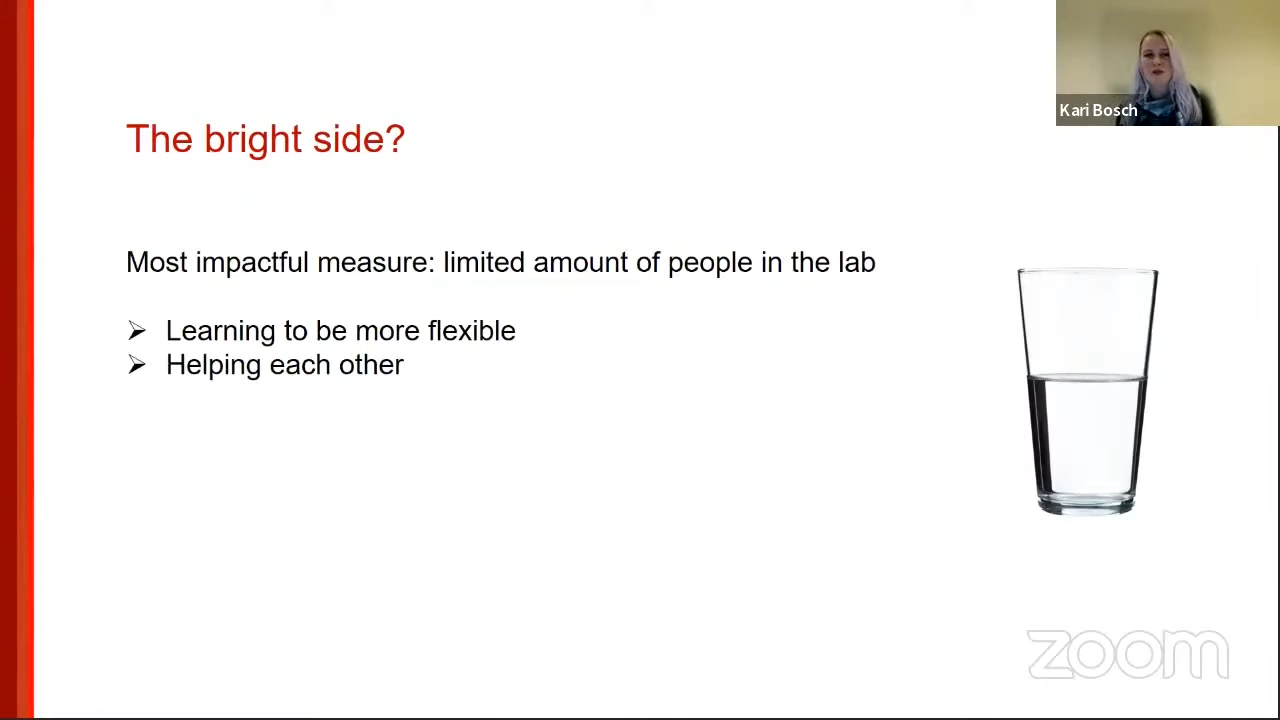 Kari Bosch
The bright side?
Most impactful measure: limited amount of people in the lab
Learning to be more flexible
Helping each other
zoom